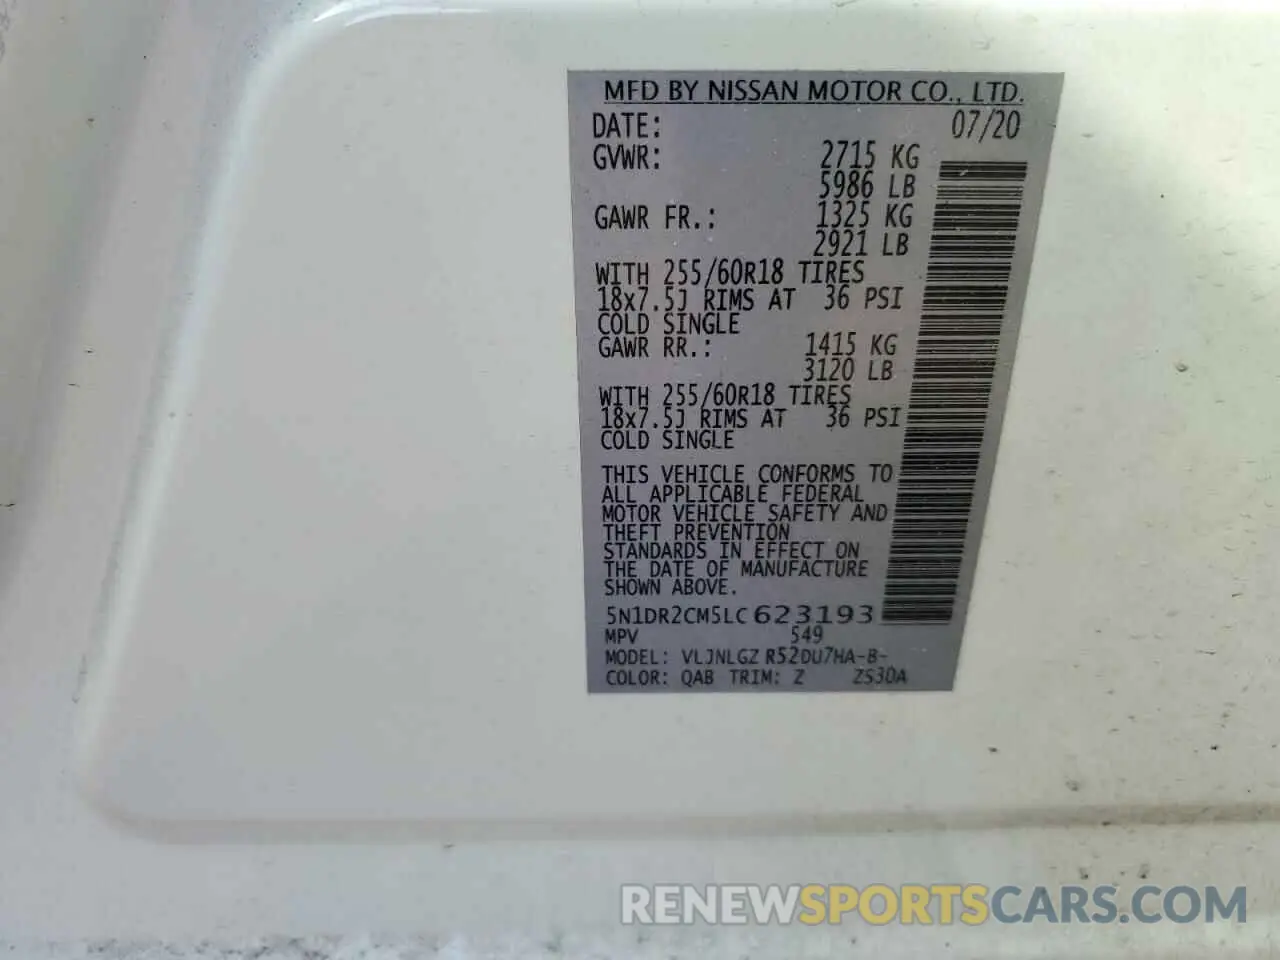 MFD BY NISSAN MOTOR CO., LTD.
DATE: 07/20
GVWR: 2715 KG
5986 LB
GAWR FR.: 1325 KG
2921 LB
WITH 255/60R18 TIRES
18x7.5J RIMS AT 36 PSI
COLD SINGLE
GAWR RR.: 1415 KG
3120 LB
WITH 255/60R18 TIRES
18x7.5J RIMS AT 36 PSI
COLD SINGLE
THIS VEHICLE CONFORMS TO
ALL APPLICABLE FEDERAL
MOTOR VEHICLE SAFETY AND
THEFT PREVENTION
STANDARDS IN EFFECT ON
THE DATE OF MANUFACTURE
SHOWN ABOVE.
5N1DR2CM5LC623193
MPV 549
MODEL: VLJNLGZ R52DU7HA-B-
COLOR: QAB TRIM: Z ZS30A
RENEWSPORTSCARS.COM